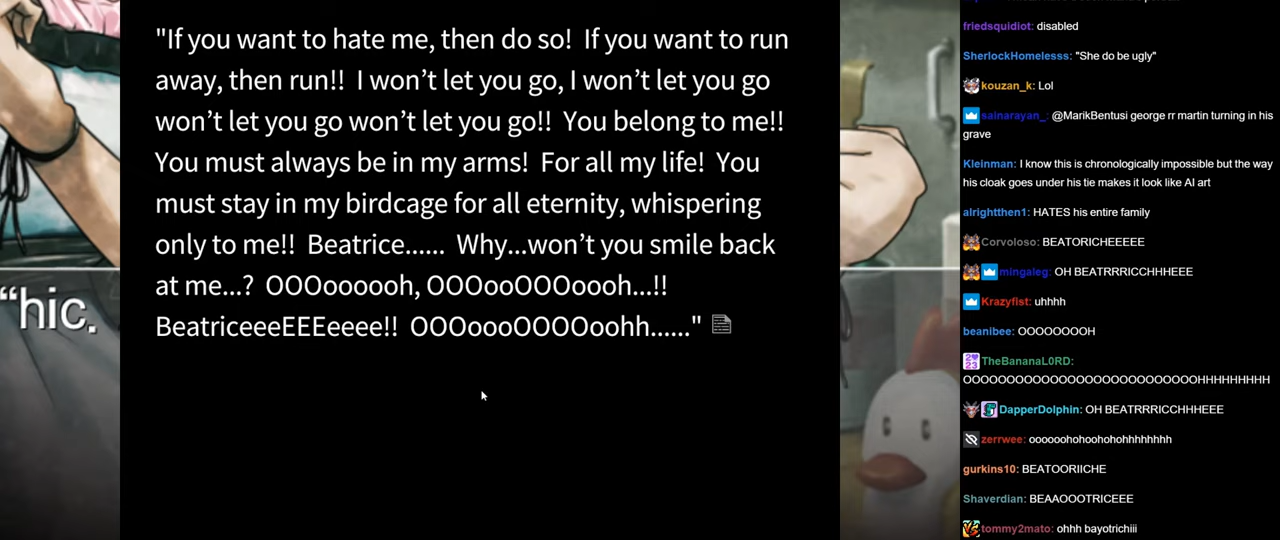 "If you want to hate me, then do so!  If you want to run
away, then run!!  I won't let you go, I won't let you go
won't let you go won't let you go!!  You belong to me!!
You must always be in my arms!  For all my life!  You
must stay in my birdcage for all eternity, whispering
only to me!!  Beatrice......  Why...won't you smile back
at me...?  OOOoooooh, OOOooOOOoooh...!!
BeatriceeeEEEeeee!!  OOOoooOOOOoohh......"
“hic.
friedsquidiot: disabled
SherlockHomelesss: "She do be ugly"
kouzan_k: Lol
sainarayan_: @MarikBentusi george rr martin turning in his
grave
Kleinman: I know this is chronologically impossible but the way
his cloak goes under his tie makes it look like AI art
alrightthen1: HATES his entire family
Corvoloso: BEATORICHEEEEE
mingaleg: OH BEATRRRICCHHHEEE
Krazyfist: uhhhh
beanibee: OOOOOOOOH
TheBananaL0RD:
OOOOOOOOOOOOOOOOOOOOOOOOOOOHHHHHHHHH
DapperDolphin: OH BEATRRRICCHHHEEE
zerrwee: oooooohohoohohohhhhhhhh
gurkins10: BEATOORIICHE
Shaverdian: BEAAOOOTRICEEE
tommy2mato: ohhh bayotrichiii